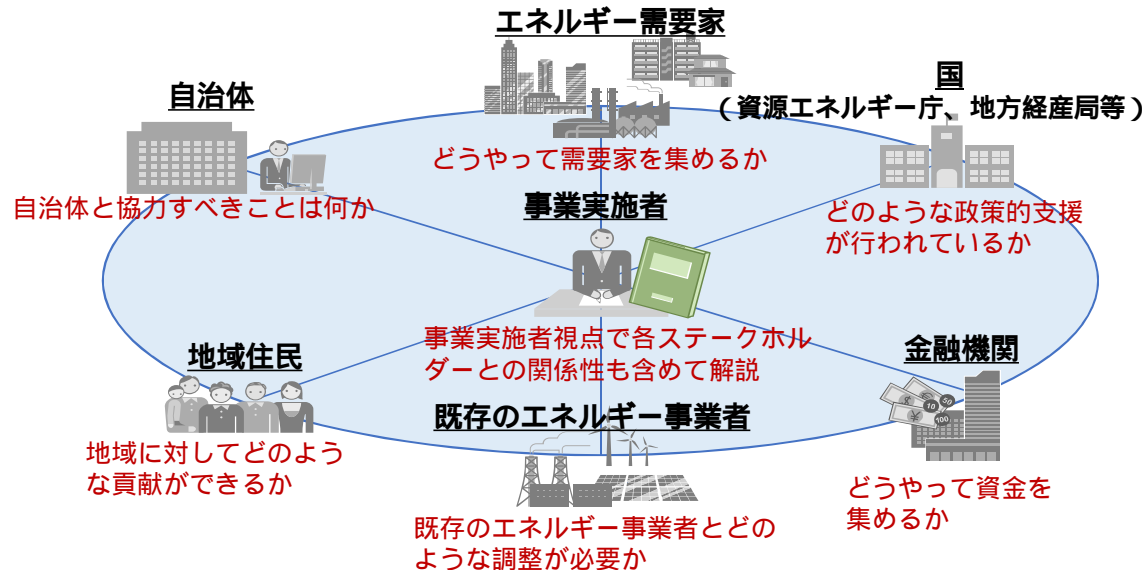 エネルギー需要家
自治体
国
（資源エネルギー庁、地方経産局等）
どうやって需要家を集めるか
自治体と協力すべきことは何か
事業実施者
どのような政策的支援
が行われているか
事業実施者視点で各ステークホル
ダーとの関係性も含めて解説
地域住民
金融機関
50
10
100
既存のエネルギー事業者
地域に対してどのよう
な貢献ができるか
どうやって資金を
集めるか
既存のエネルギー事業者とどの
ような調整が必要か